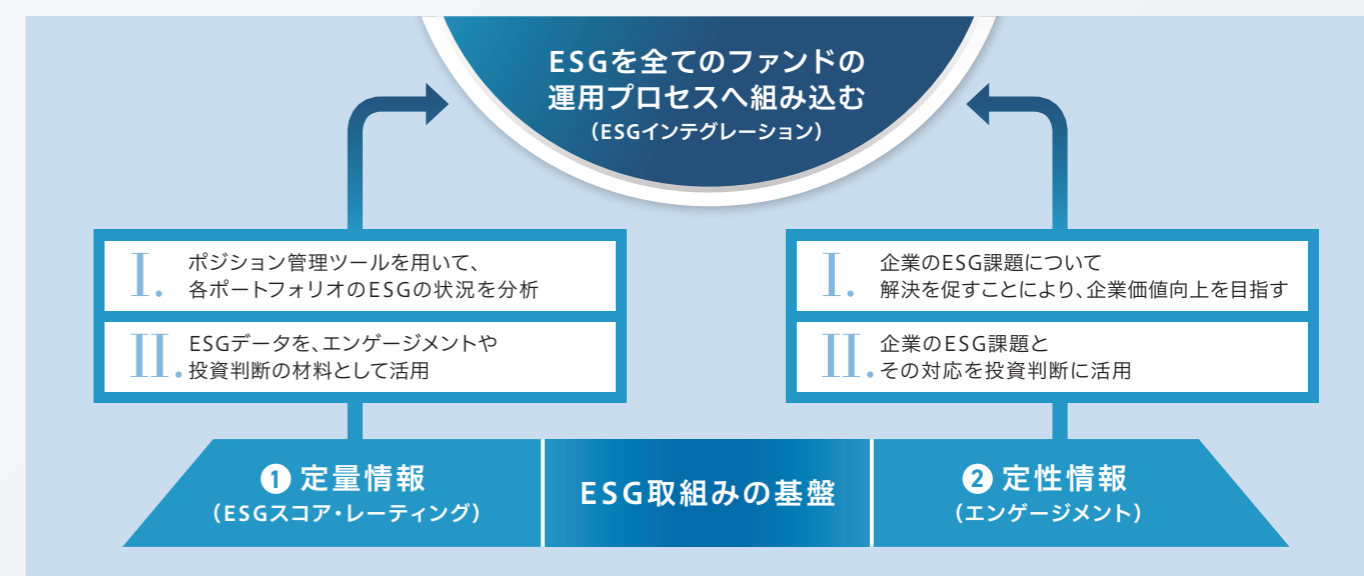 ESGを全てのファンドの
運用プロセスへ組み込む
（ESGインテグレーション）
I. ポジション管理ツールを用いて、
各ポートフォリオのESGの状況を分析
II. ESGデータを、エンゲージメントや
投資判断の材料として活用
I. 企業のESG課題について
解決を促すことにより、企業価値向上を目指す
II. 企業のESG課題と
その対応を投資判断に活用
❶ 定量情報
（ESGスコア・レーティング）
ESG取組みの基盤
❷ 定性情報
（エンゲージメント）